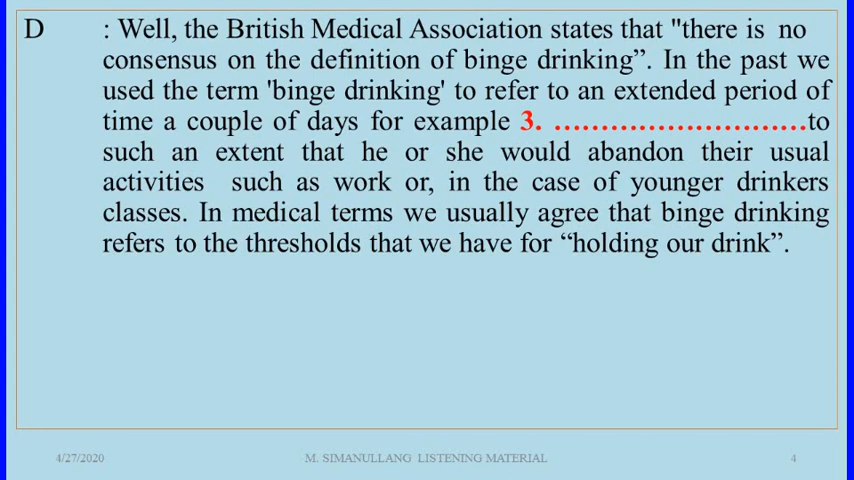 D : Well, the British Medical Association states that "there is no
consensus on the definition of binge drinking”. In the past we
used the term 'binge drinking' to refer to an extended period of
time a couple of days for example 3. ………………………to
such an extent that he or she would abandon their usual
activities such as work or, in the case of younger drinkers
classes. In medical terms we usually agree that binge drinking
refers to the thresholds that we have for “holding our drink”.
4/27/2020 M. SIMANULLANG LISTENING MATERIAL 4